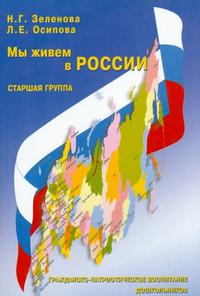 Н.Г. Зеленова
Л.Е. Осипова
Мы живем
в РОССИИ
СТАРШАЯ ГРУППА
ГРАЖДАНСКО-ПАТРИОТИЧЕСКОЕ ВОСПИТАНИЕ
ДОШКОЛЬНИКОВ